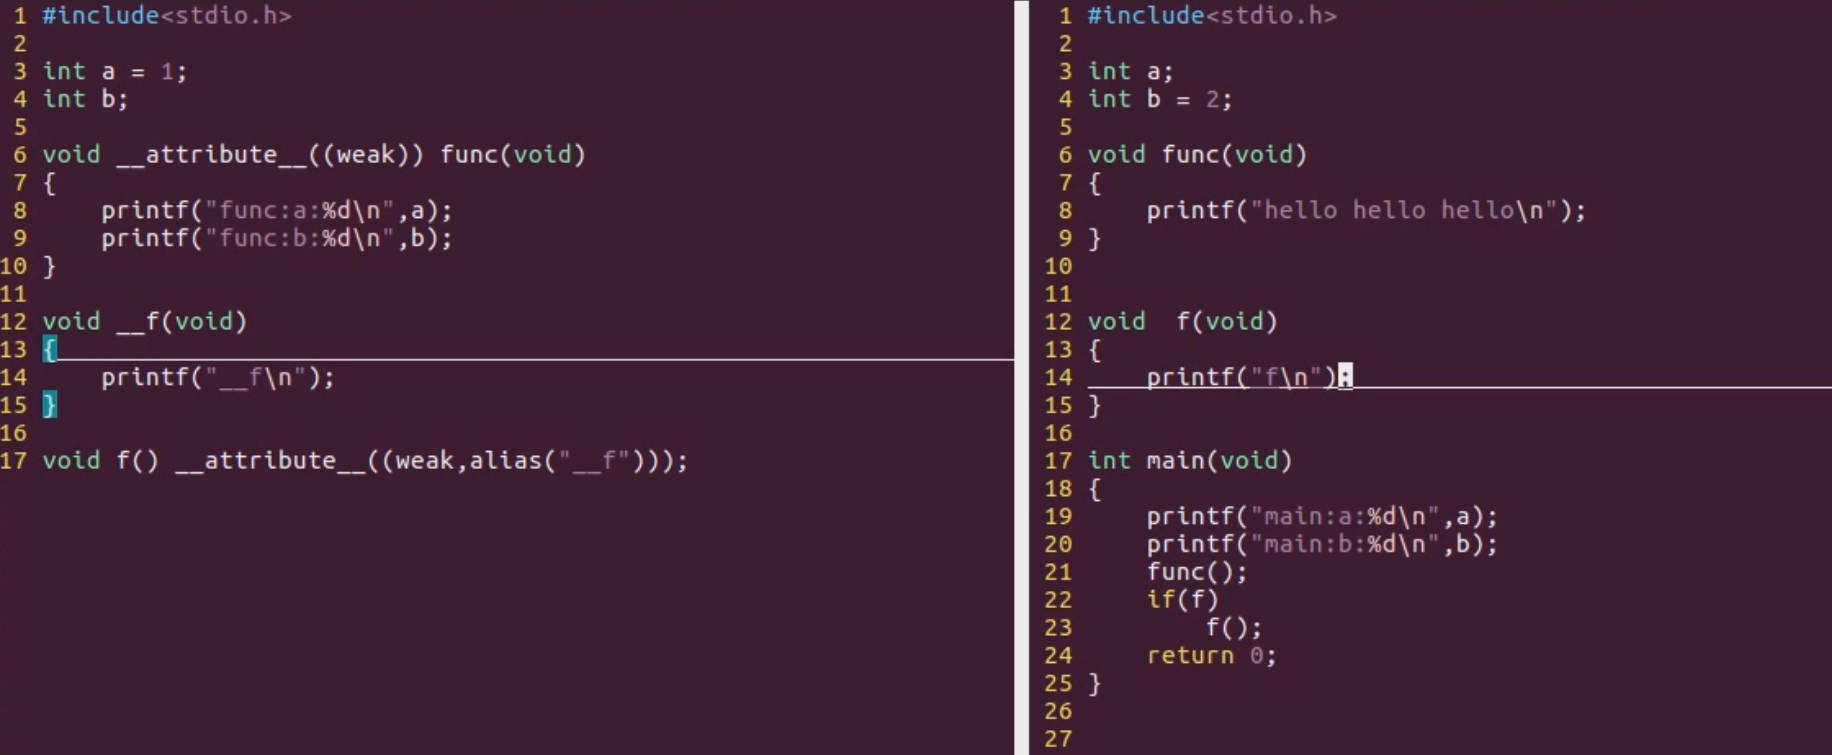 1 #include<stdio.h>
2
3 int a = 1;
4 int b;
5
6 void __attribute__((weak)) func(void)
7 {
8     printf("func:a:%d\n",a);
9     printf("func:b:%d\n",b);
10 }
11
12 void __f(void)
13 {
14     printf("__f\n");
15 }
16
17 void f() __attribute__((weak,alias("__f")));
1 #include<stdio.h>
2
3 int a;
4 int b = 2;
5
6 void func(void)
7 {
8     printf("hello hello hello\n");
9 }
10
11
12 void  f(void)
13 {
14     printf("f\n");
15 }
16
17 int main(void)
18 {
19     printf("main:a:%d\n",a);
20     printf("main:b:%d\n",b);
21     func();
22     if(f)
23         f();
24     return 0;
25 }
26
27